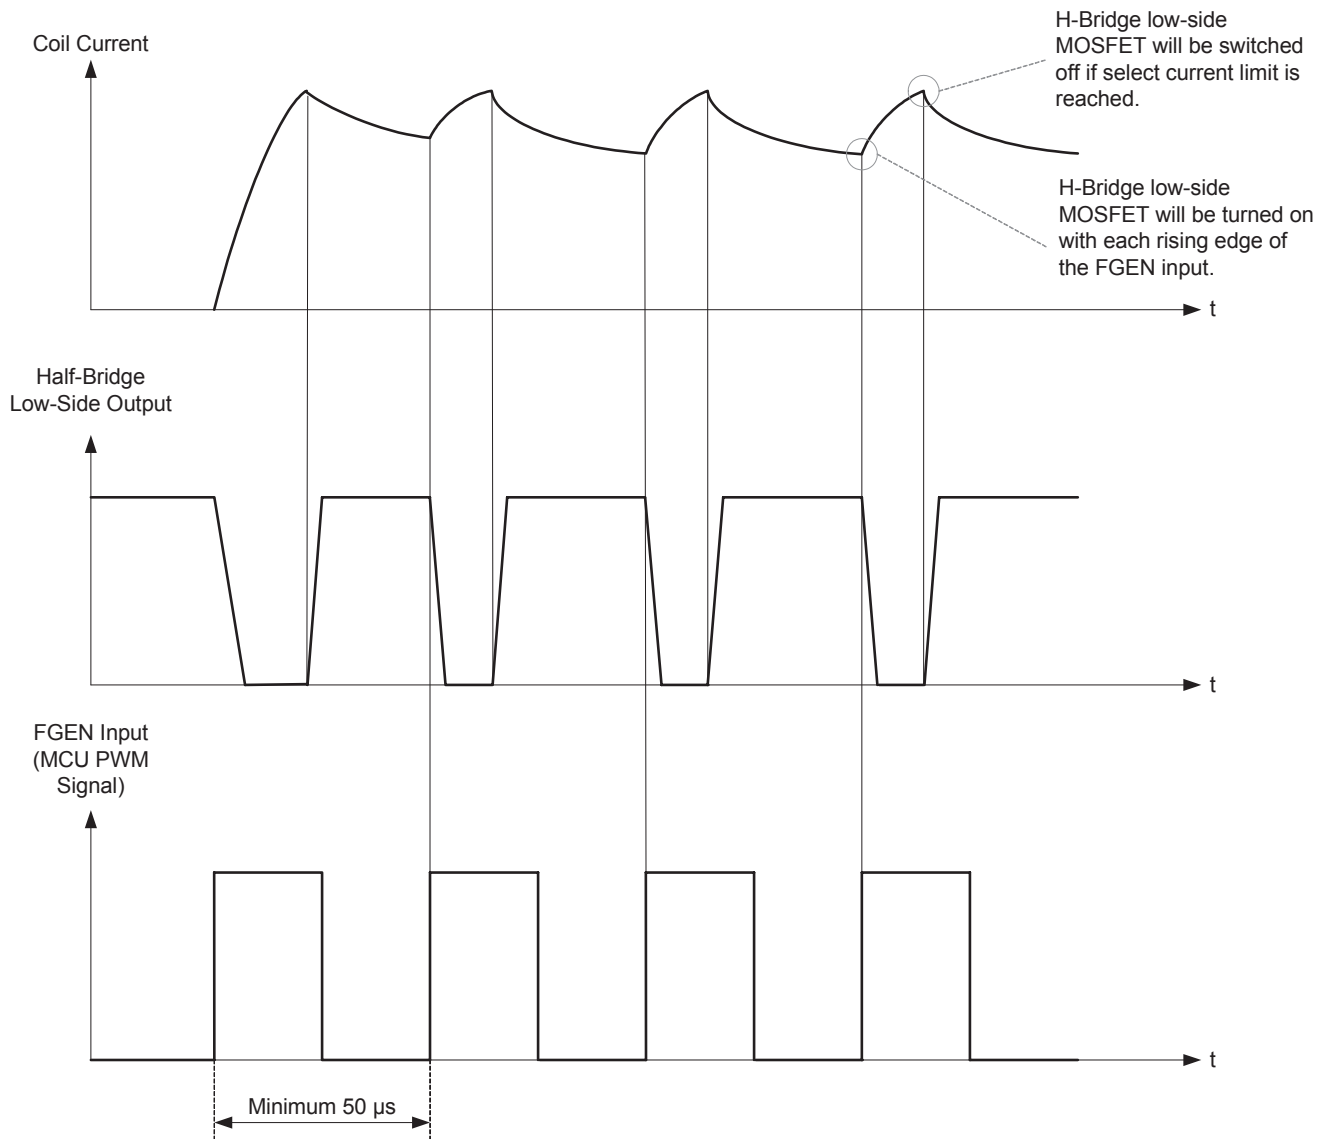 Coil Current
H-Bridge low-side
MOSFET will be switched
off if select current limit is
reached.
H-Bridge low-side
MOSFET will be turned on
with each rising edge of
the FGEN input.
t
Half-Bridge
Low-Side Output
t
FGEN Input
(MCU PWM
Signal)
t
Minimum 50 µs